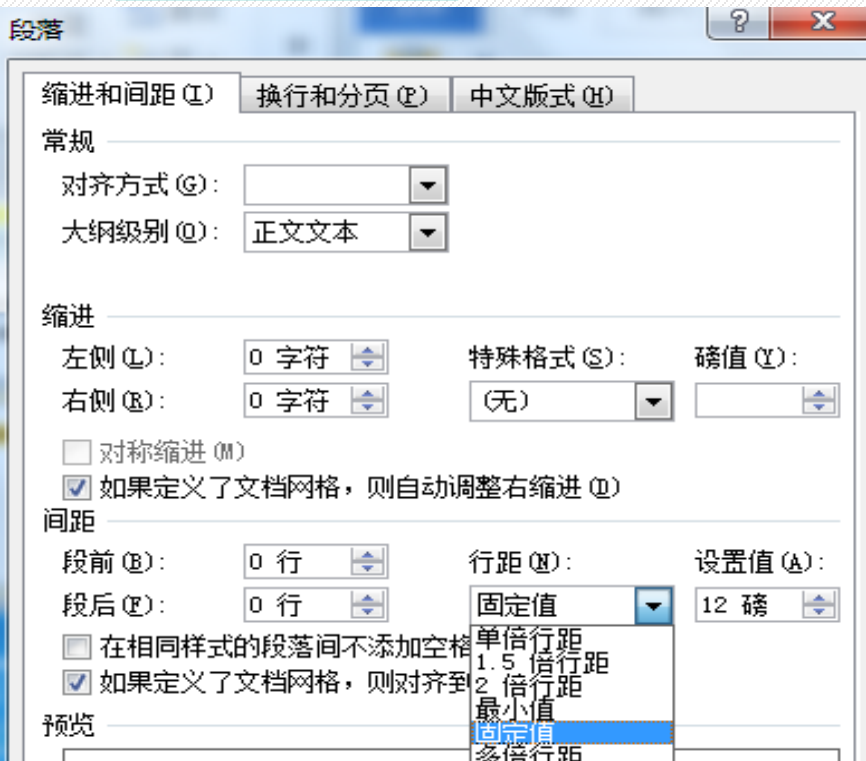 段落
缩进和间距(I) 换行和分页(P) 中文版式(H)
常规
对齐方式(G):
大纲级别(O): 正文文本
缩进
左侧(L): 0 字符 特殊格式(S): 磅值(Y):
右侧(R): 0 字符 (无)
对称缩进(M)
如果定义了文档网格，则自动调整右缩进(D)
间距
段前(B): 0 行 行距(N): 设置值(A):
段后(F): 0 行 固定值 12 磅
在相同样式的段落间不添加空格
如果定义了文档网格，则对齐到
单倍行距
1.5 倍行距
2 倍行距
最小值
固定值
多倍行距
预览